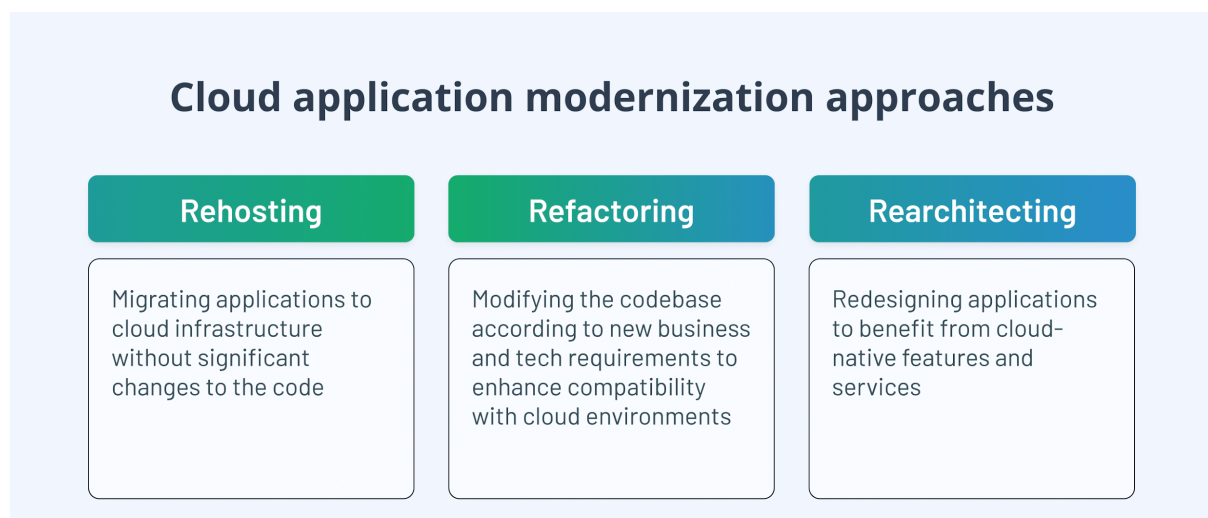 Cloud application modernization approaches
Rehosting
Migrating applications to
cloud infrastructure
without significant
changes to the code
Refactoring
Modifying the codebase
according to new business
and tech requirements to
enhance compatibility
with cloud environments
Rearchitecting
Redesigning applications
to benefit from cloud-
native features and
services